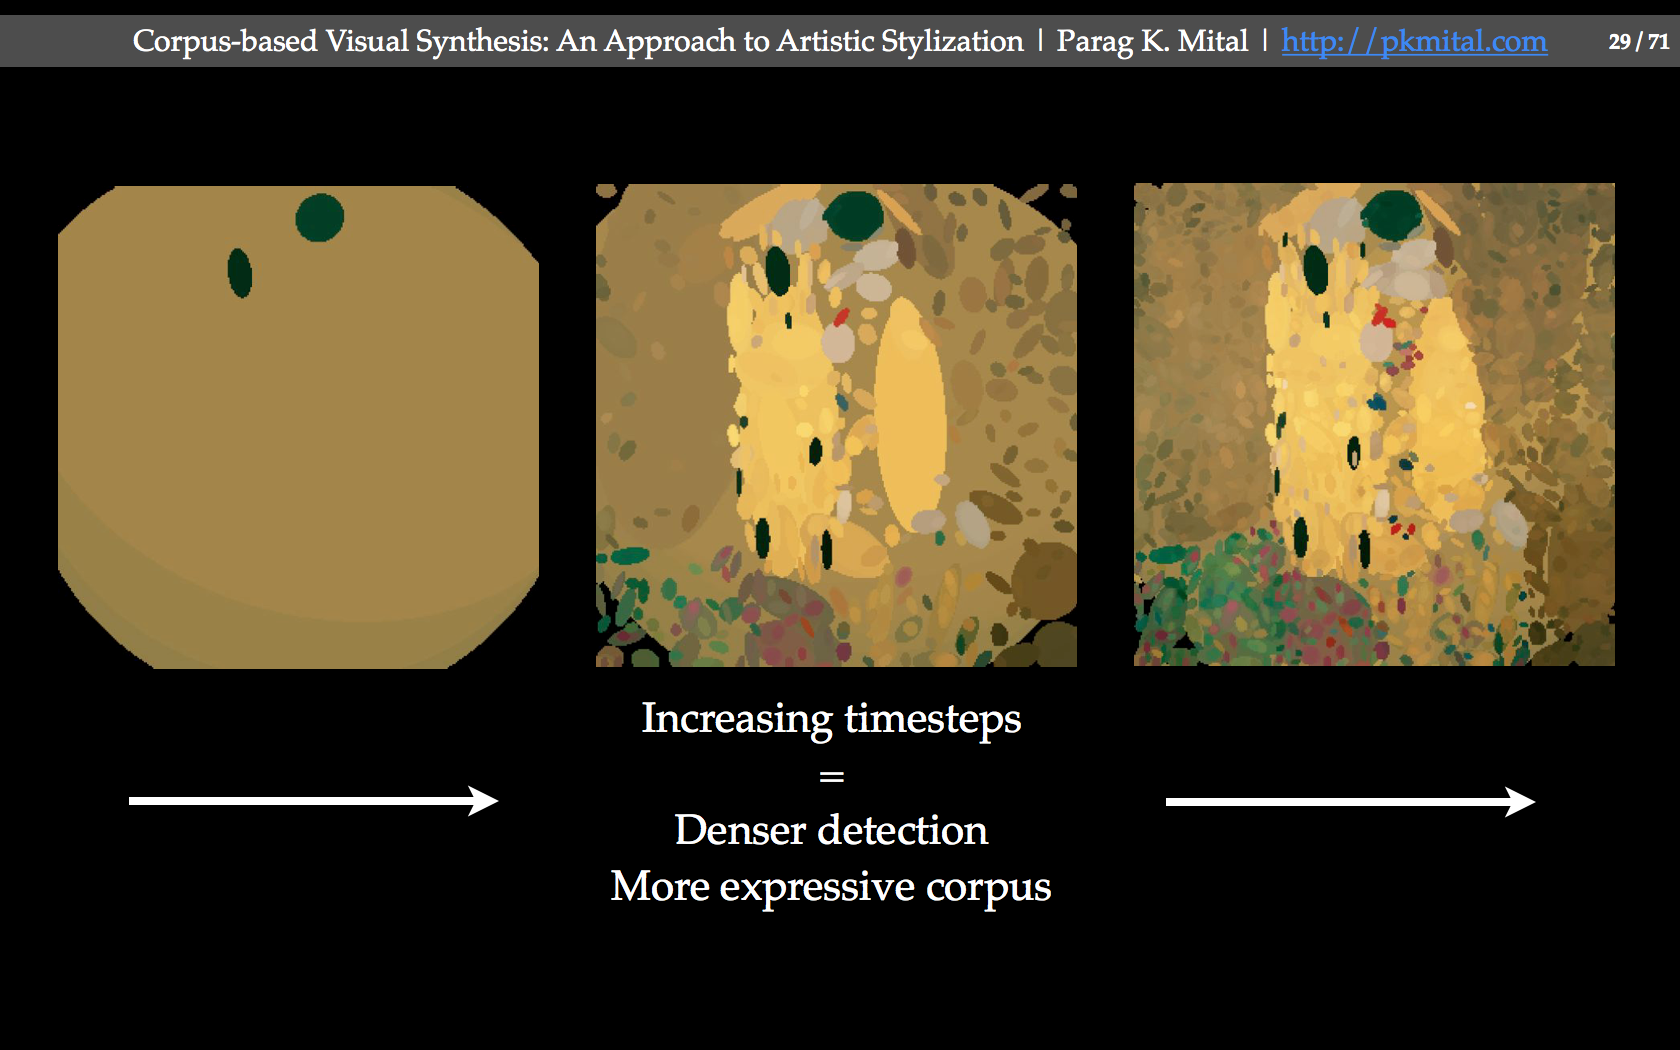 Corpus-based Visual Synthesis: An Approach to Artistic Stylization | Parag K. Mital | http://pkmital.com 29 / 71
Increasing timesteps
=
Denser detection
More expressive corpus